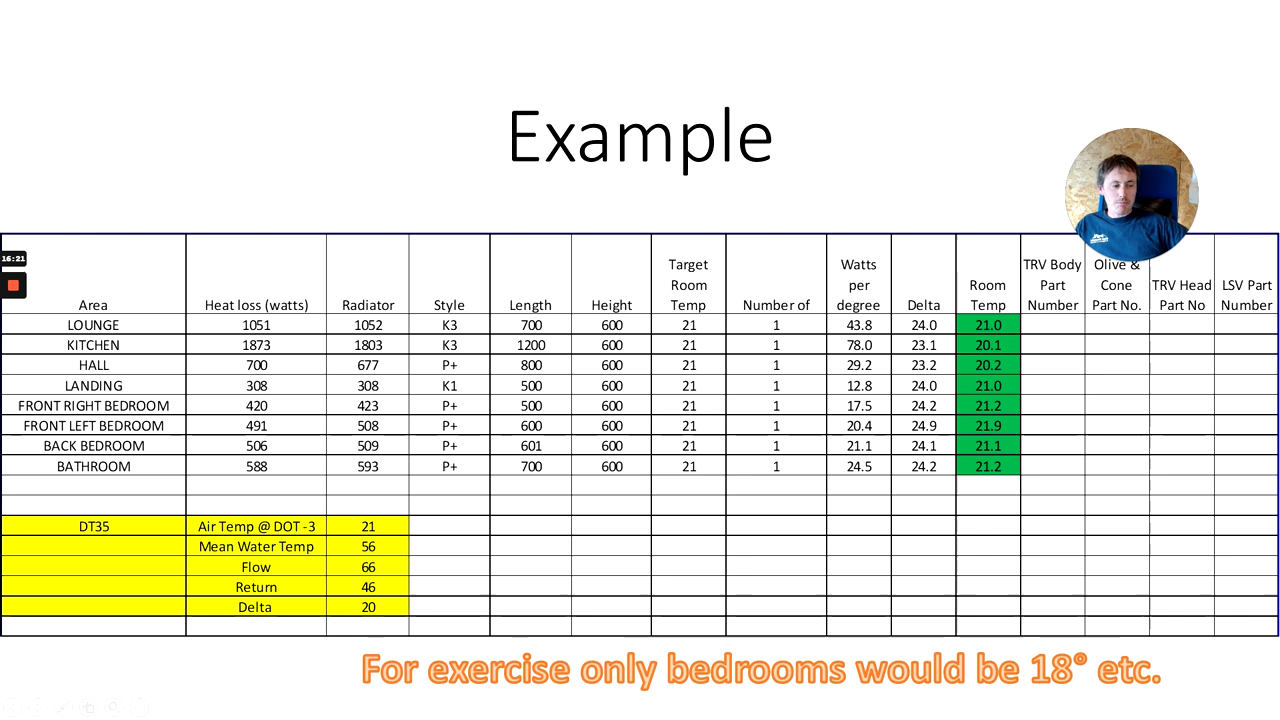 Example
16:21
Area Heat loss (watts) Radiator Style Length Height Target Room Temp Number of Watts per degree Delta Room Temp TRV Body Part Number Olive & Cone Part No. TRV Head Part No LSV Part Number
LOUNGE 1051 1052 K3 700 600 21 1 43.8 24.0 21.0
KITCHEN 1873 1803 K3 1200 600 21 1 78.0 23.1 20.1
HALL 700 677 P+ 800 600 21 1 29.2 23.2 20.2
LANDING 308 308 K1 500 600 21 1 12.8 24.0 21.0
FRONT RIGHT BEDROOM 420 423 P+ 500 600 21 1 17.5 24.2 21.2
FRONT LEFT BEDROOM 491 508 P+ 600 600 21 1 20.4 24.9 21.9
BACK BEDROOM 506 509 P+ 601 600 21 1 21.1 24.1 21.1
BATHROOM 588 593 P+ 700 600 21 1 24.5 24.2 21.2
DT35 Air Temp @ DOT -3 21
Mean Water Temp 56
Flow 66
Return 46
Delta 20
For exercise only bedrooms would be 18° etc.